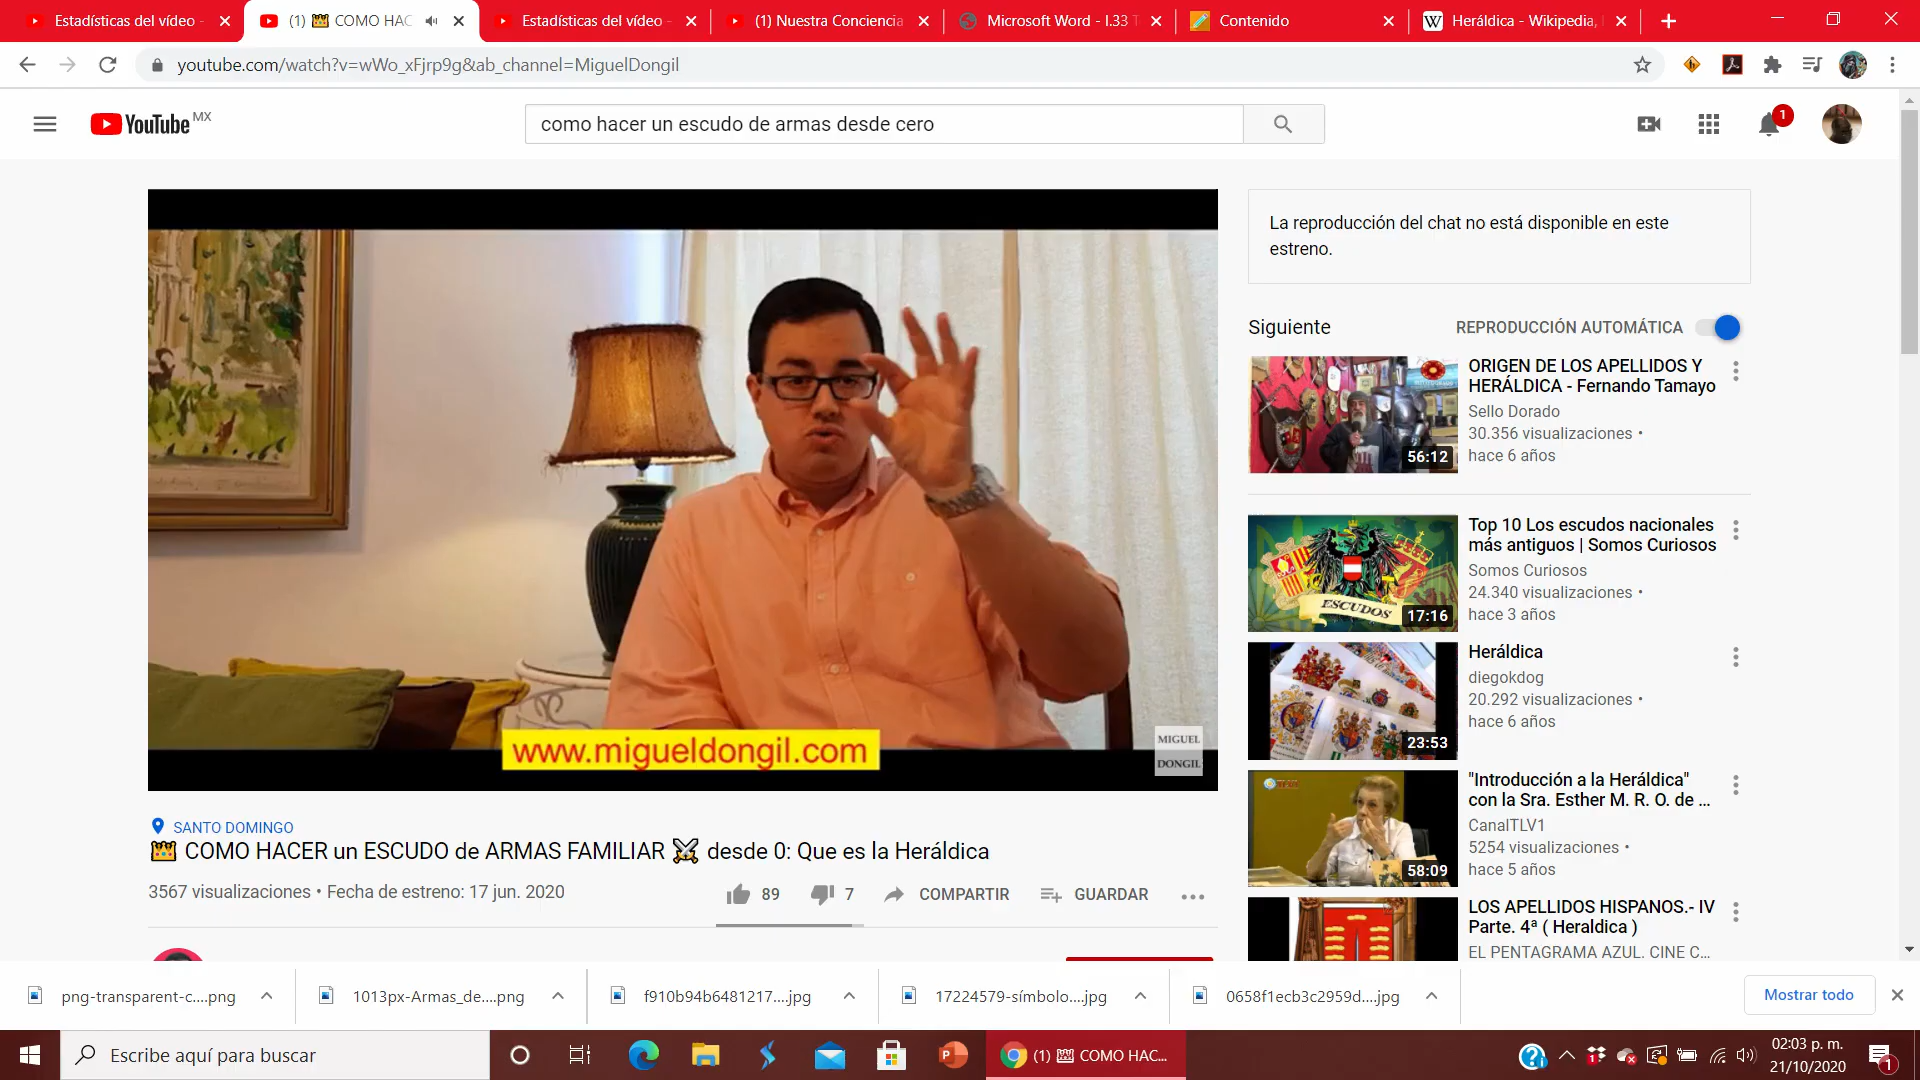 Estadísticas del vídeo -
(1) 👑 COMO HAC
Estadísticas del vídeo -
(1) Nuestra Conciencia
Microsoft Word - I.33 T
Contenido
Heráldica - Wikipedia,
youtube.com/watch?v=wWo_xFjrp9g&ab_channel=MiguelDongil
YouTube MX
como hacer un escudo de armas desde cero
1
La reproducción del chat no está disponible en este
estreno.
Siguiente
REPRODUCCIÓN AUTOMÁTICA
ORIGEN DE LOS APELLIDOS Y
HERÁLDICA - Fernando Tamayo
Sello Dorado
30.356 visualizaciones •
hace 6 años
56:12
Top 10 Los escudos nacionales
más antiguos | Somos Curiosos
Somos Curiosos
24.340 visualizaciones •
hace 3 años
ESCUDOS
17:16
Heráldica
diegokdog
20.292 visualizaciones •
hace 6 años
23:53
"Introducción a la Heráldica"
con la Sra. Esther M. R. O. de ...
CanalTLV1
5254 visualizaciones •
hace 5 años
58:09
LOS APELLIDOS HISPANOS.- IV
Parte. 4ª ( Heraldica )
EL PENTAGRAMA AZUL. CINE C...
www.migueldongil.com
MIGUEL
DONGIL
SANTO DOMINGO
👑 COMO HACER un ESCUDO de ARMAS FAMILIAR ⚔️ desde 0: Que es la Heráldica
3567 visualizaciones • Fecha de estreno: 17 jun. 2020
89
7
COMPARTIR
GUARDAR
png-transparent-c....png
1013px-Armas_de....png
f910b94b6481217....jpg
17224579-símbolo....jpg
0658f1ecb3c2959d....jpg
Mostrar todo
Escribe aquí para buscar
(1) 👑 COMO HAC...
02:03 p. m.
21/10/2020
1